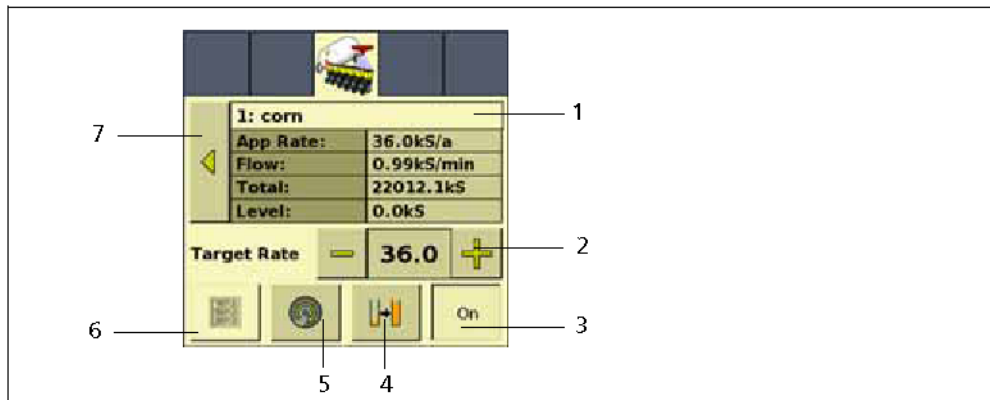 1: corn
1
App Rate: 36.0kS/a
7
Flow: 0.99kS/min
Total: 22012.1kS
Level: 0.0kS
Target Rate 36.0
2
On
3
6
5
4